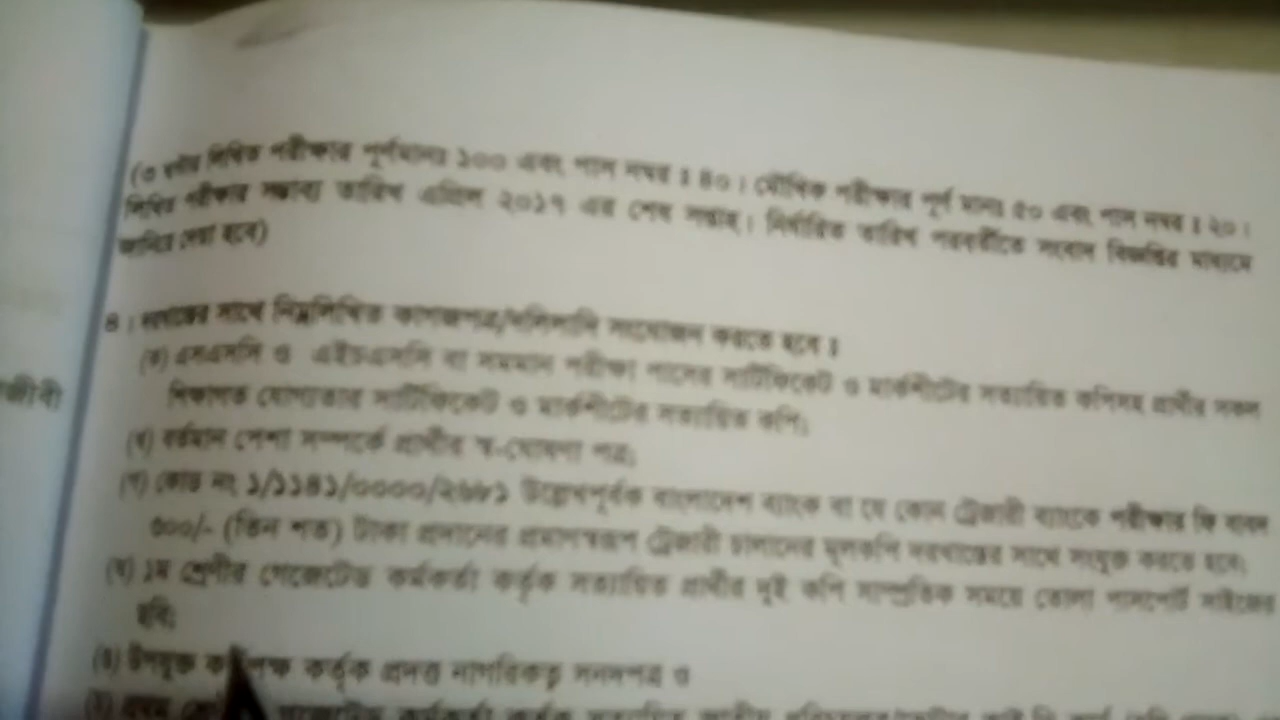 (৩ ঘন্টার লিখিত পরীক্ষার পূর্ণমানঃ ১০০ এবং পাস নম্বর ঃ ৪০। মৌখিক পরীক্ষার পূর্ণ মানঃ ৫০ এবং পাস নম্বর ঃ ২০।
লিখিত পরীক্ষার সম্ভাব্য তারিখ এপ্রিল ২০১৭ এর শেষ সপ্তাহ। নির্ধারিত তারিখ পরবর্তীতে সংবাদ বিজ্ঞপ্তির মাধ্যমে
জানিয়ে দেয়া হবে)
৪। দরখাস্তের সাথে নিম্নলিখিত কাগজপত্র/দলিলাদি সংযোজন করতে হবে ঃ
(ক) এসএসসি ও এইচএসসি বা সমমান পরীক্ষা পাসের সার্টিফিকেট ও মার্কশীটের সত্যায়িত কপিসহ প্রার্থীর সকল
শিক্ষাগত যোগ্যতার সার্টিফিকেট ও মার্কশীটের সত্যায়িত কপি;
(খ) বর্তমান পেশা সম্পর্কে প্রার্থীর স্ব-ঘোষণা পত্র;
(গ) কোড নং ১/১১৪১/০০০০/২৬৮১ উল্লেখপূর্বক বাংলাদেশ ব্যাংক বা যে কোন ট্রেজারী ব্যাংকে পরীক্ষার ফি বাবদ
৩০০/- (তিন শত) টাকা প্রদানের প্রমাণস্বরূপ ট্রেজারী চালানের মূলকপি দরখাস্তের সাথে সংযুক্ত করতে হবে;
(ঘ) ১ম শ্রেণীর গেজেটেড কর্মকর্তা কর্তৃক সত্যায়িত প্রার্থীর দুই কপি সাম্প্রতিক সময়ে তোলা পাসপোর্ট সাইজের
ছবি;
(ঙ) উপযুক্ত কর্তৃপক্ষ কর্তৃক প্রদত্ত নাগরিকত্ব সনদপত্র ও